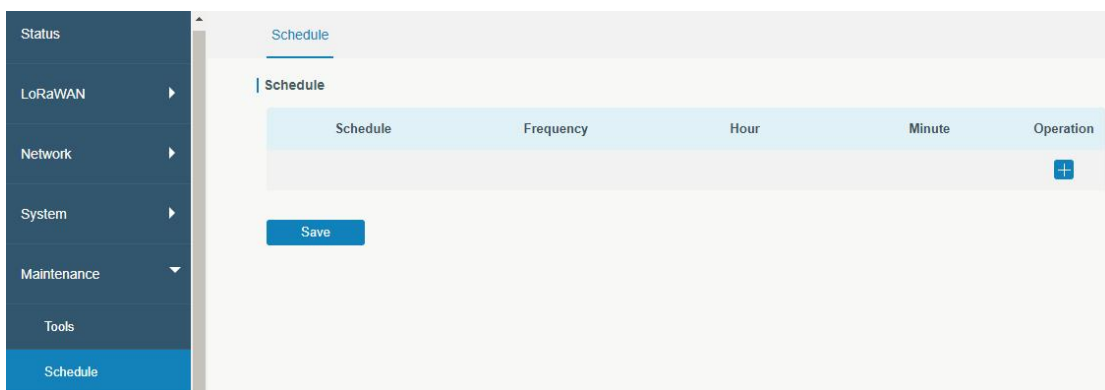 Status
LoRaWAN
Network
System
Maintenance
Tools
Schedule
Schedule
Schedule
Schedule Frequency Hour Minute Operation
Save